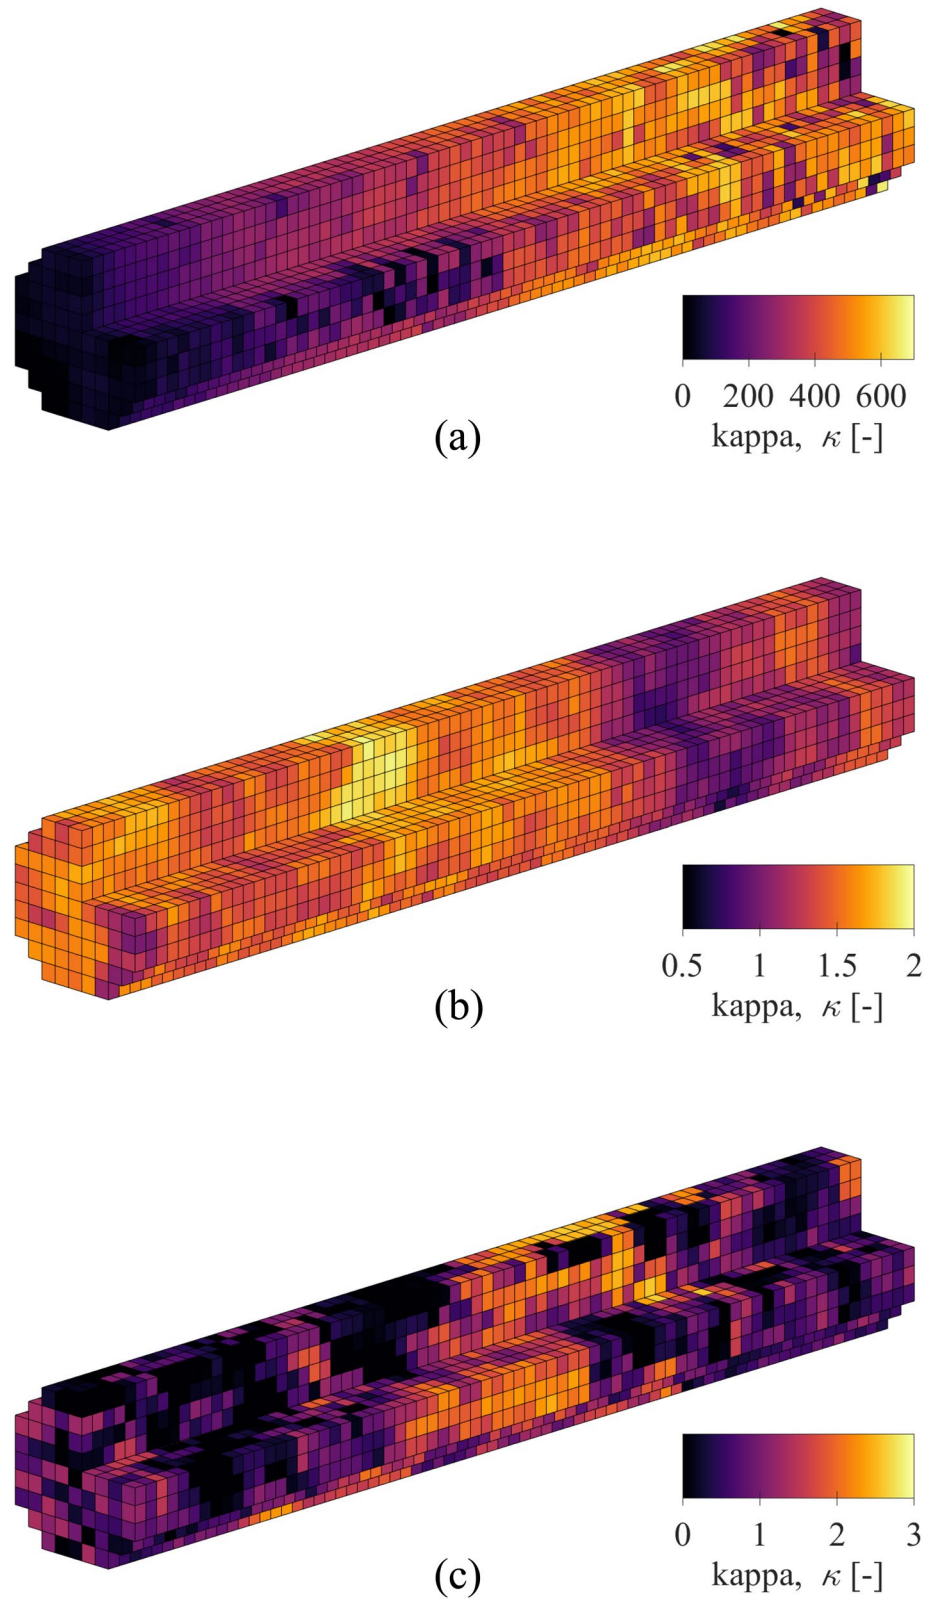 0 200 400 600
kappa, κ [-]
(a)
0.5 1 1.5 2
kappa, κ [-]
(b)
0 1 2 3
kappa, κ [-]
(c)